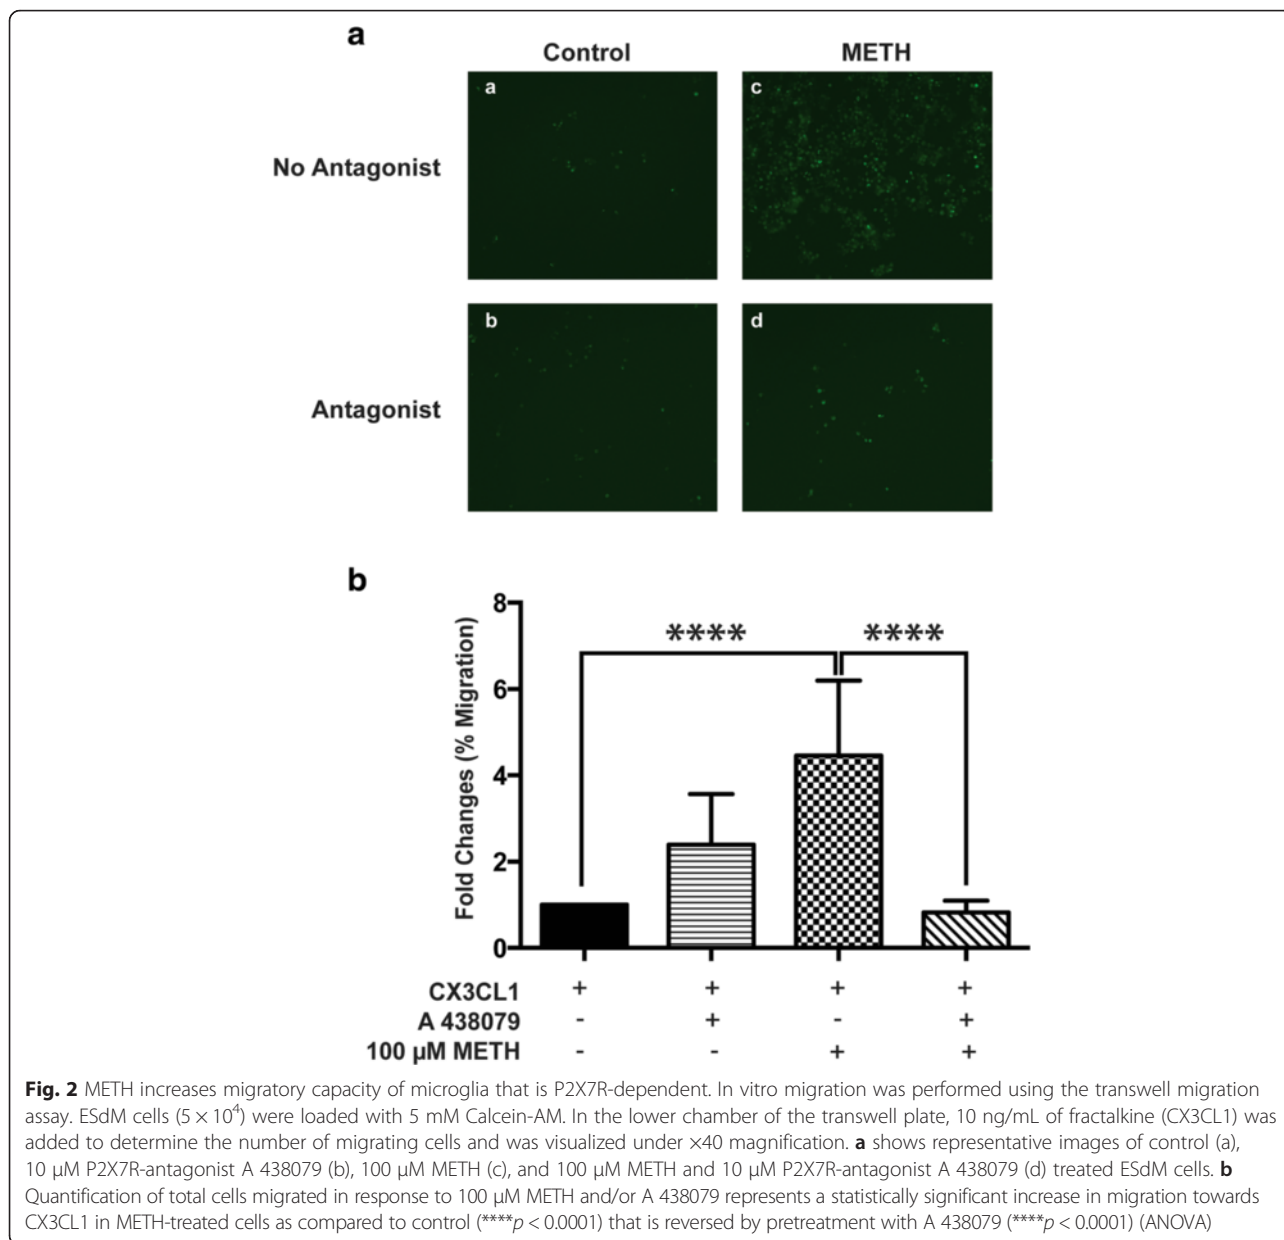 a
Control METH
a c
No Antagonist
b d
Antagonist
b
8
6
4
2
0
Fold Changes (% Migration)
**** ****
CX3CL1 + + + +
A 438079 - + - +
100 µM METH - - + +
Fig. 2 METH increases migratory capacity of microglia that is P2X7R-dependent. In vitro migration was performed using the transwell migration
assay. ESdM cells (5 × 10⁴) were loaded with 5 mM Calcein-AM. In the lower chamber of the transwell plate, 10 ng/mL of fractalkine (CX3CL1) was
added to determine the number of migrating cells and was visualized under ×40 magnification. a shows representative images of control (a),
10 µM P2X7R-antagonist A 438079 (b), 100 µM METH (c), and 100 µM METH and 10 µM P2X7R-antagonist A 438079 (d) treated ESdM cells. b
Quantification of total cells migrated in response to 100 µM METH and/or A 438079 represents a statistically significant increase in migration towards
CX3CL1 in METH-treated cells as compared to control (****p < 0.0001) that is reversed by pretreatment with A 438079 (****p < 0.0001) (ANOVA)